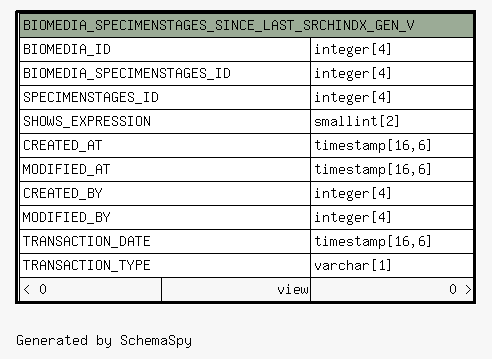 BIOMEDIA_SPECIMENSTAGES_SINCE_LAST_SRCHINDX_GEN_V
BIOMEDIA_ID integer[4]
BIOMEDIA_SPECIMENSTAGES_ID integer[4]
SPECIMENSTAGES_ID integer[4]
SHOWS_EXPRESSION smallint[2]
CREATED_AT timestamp[16,6]
MODIFIED_AT timestamp[16,6]
CREATED_BY integer[4]
MODIFIED_BY integer[4]
TRANSACTION_DATE timestamp[16,6]
TRANSACTION_TYPE varchar[1]
< 0 view 0 >
Generated by SchemaSpy